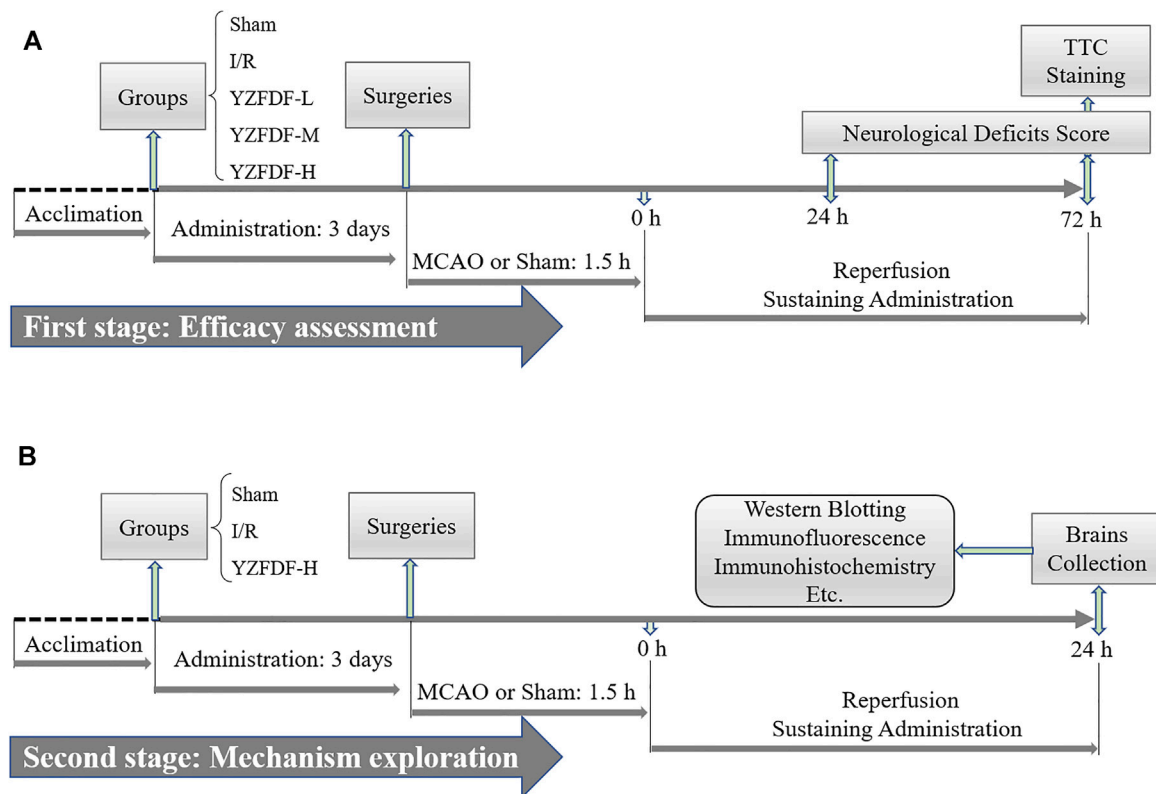 A
Sham
I/R
YZFDF-L
YZFDF-M
YZFDF-H
Groups
Surgeries
TTC
Staining
Neurological Deficits Score
Acclimation
Administration: 3 days
MCAO or Sham: 1.5 h
0 h
24 h
72 h
Reperfusion
Sustaining Administration
First stage: Efficacy assessment
B
Sham
I/R
YZFDF-H
Groups
Surgeries
Western Blotting
Immunofluorescence
Immunohistochemistry
Etc.
Brains
Collection
Acclimation
Administration: 3 days
MCAO or Sham: 1.5 h
0 h
24 h
Reperfusion
Sustaining Administration
Second stage: Mechanism exploration